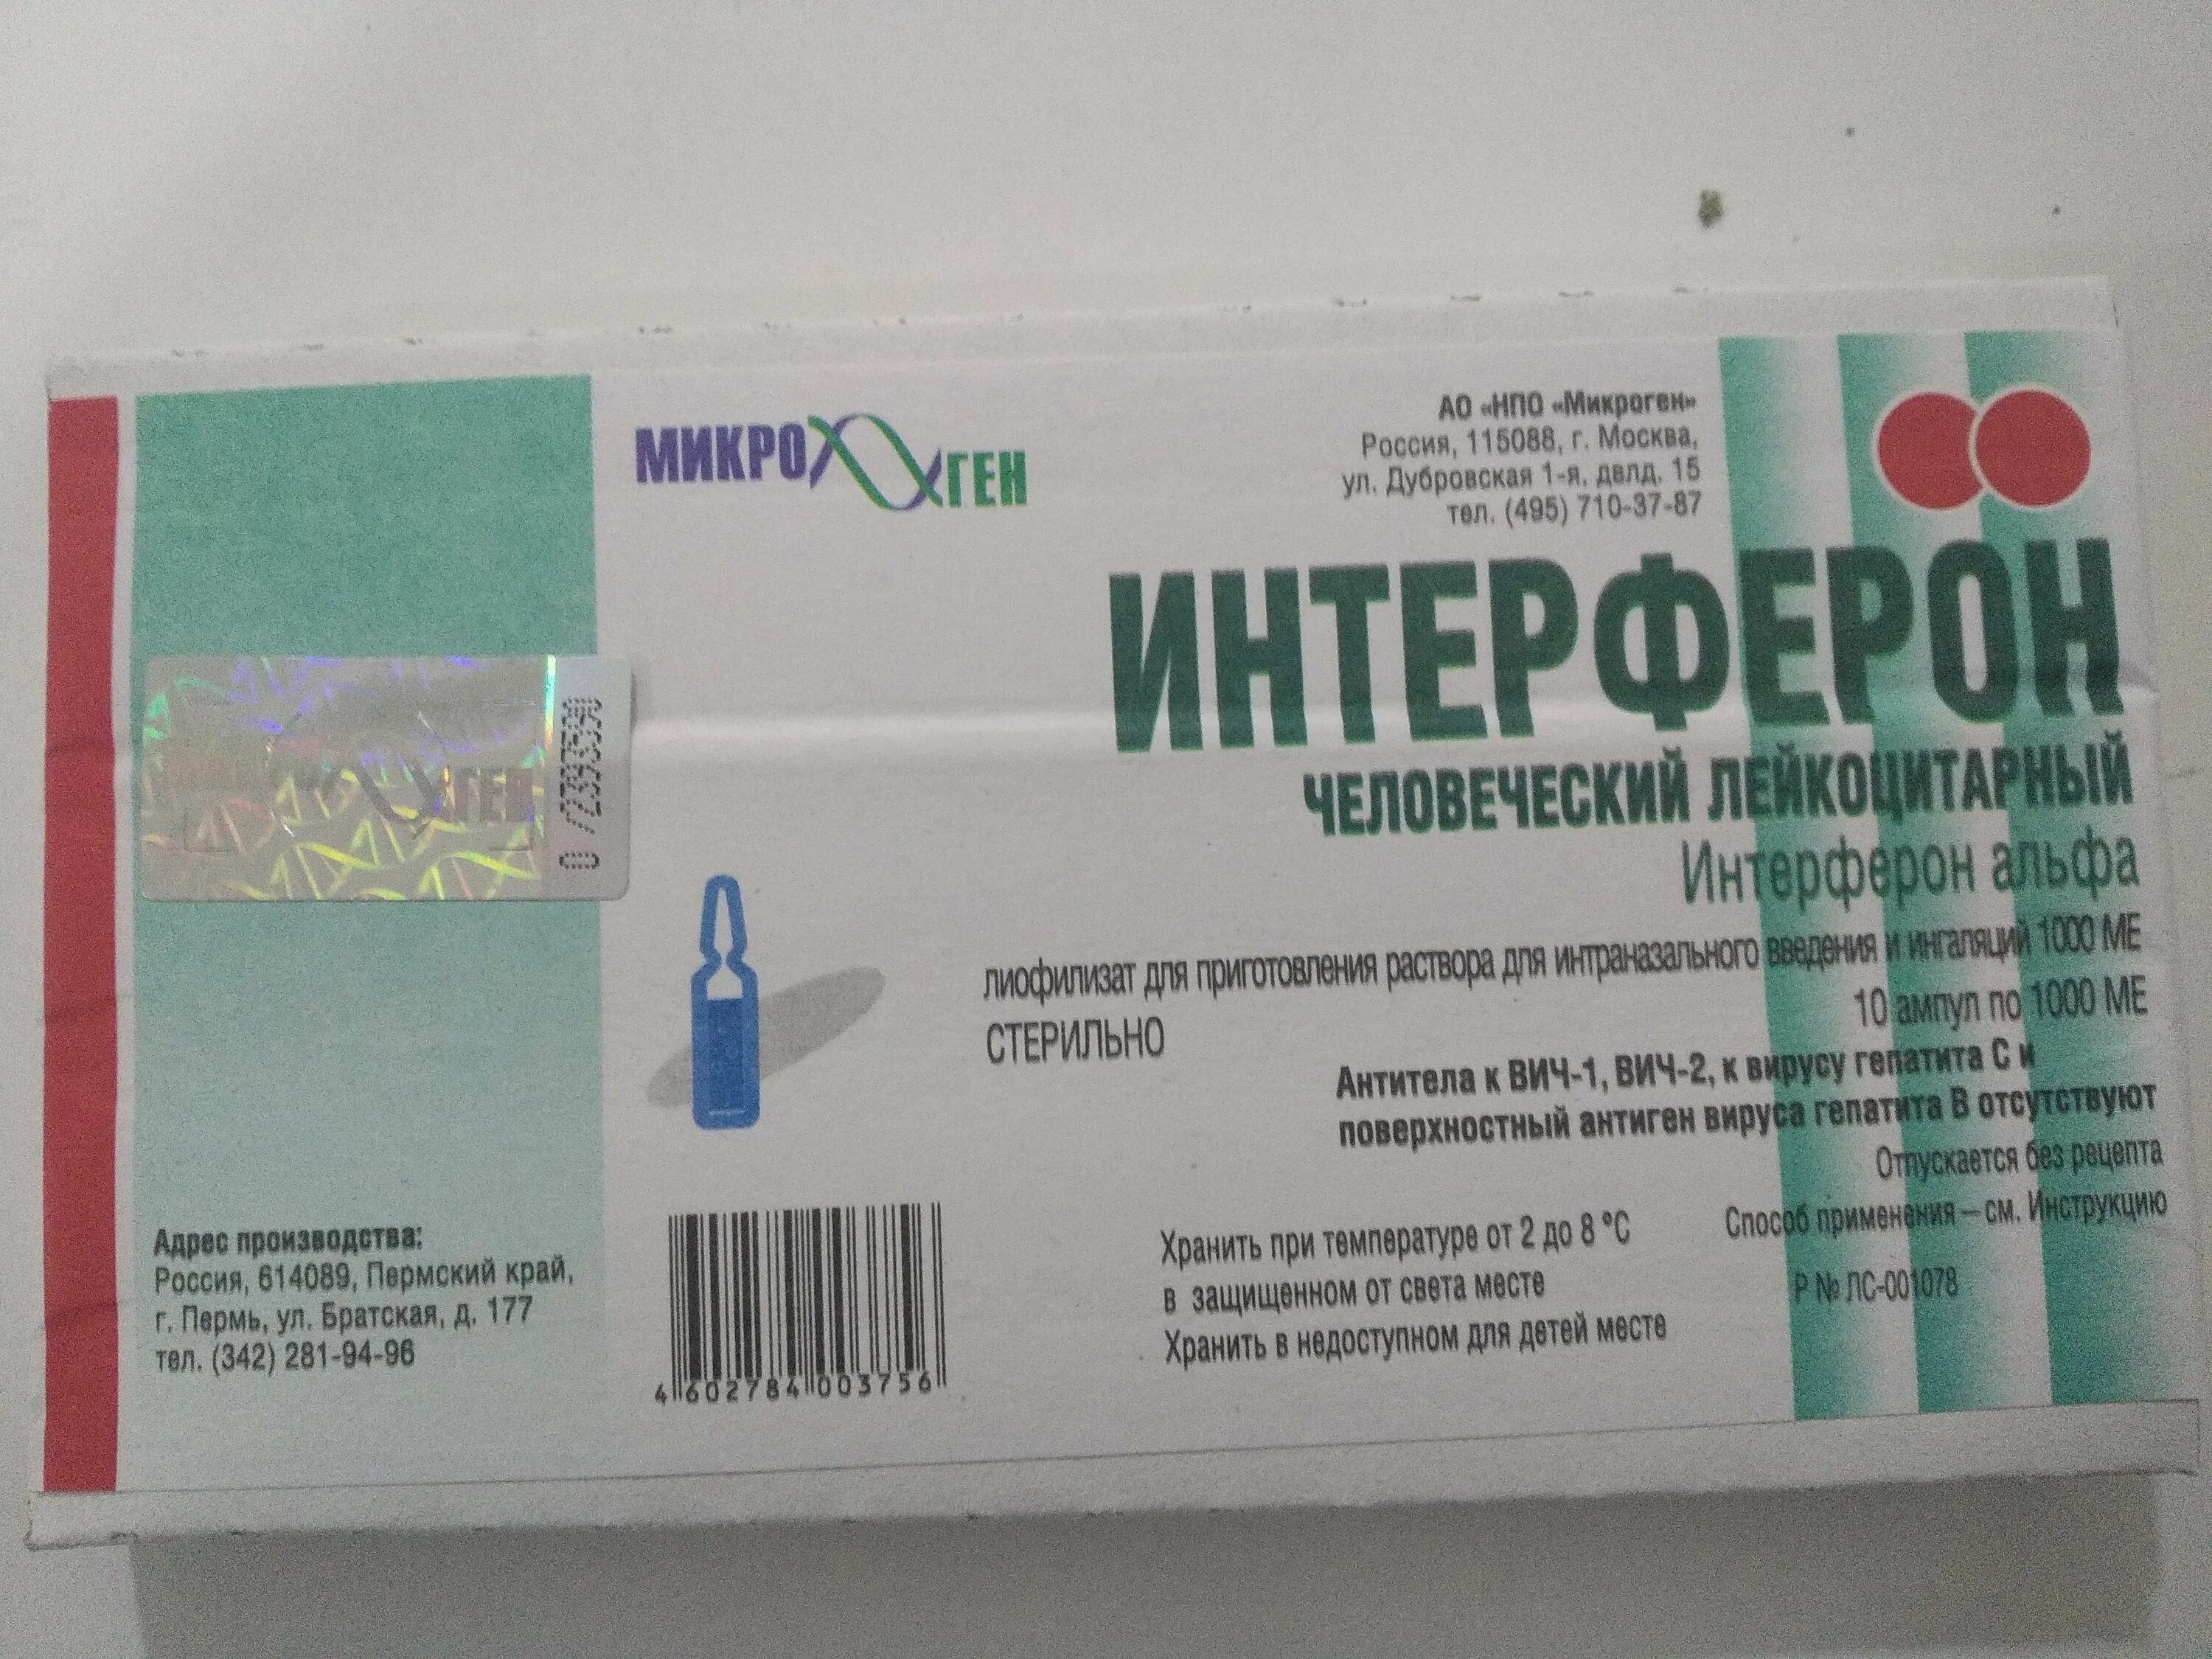 МИКРОГЕН
АО «НПО «Микроген»
Россия, 115088, г. Москва,
ул. Дубровская 1-я, двлд. 15
тел. (495) 710-37-87
ИНТЕРФЕРОН
ЧЕЛОВЕЧЕСКИЙ ЛЕЙКОЦИТАРНЫЙ
Интерферон альфа
лиофилизат для приготовления раствора для интраназального введения и ингаляций 1000 МЕ
10 ампул по 1000 МЕ
СТЕРИЛЬНО
Антитела к ВИЧ-1, ВИЧ-2, к вирусу гепатита С и
поверхностный антиген вируса гепатита В отсутствуют
Отпускается без рецепта
Способ применения – см. Инструкцию
Р № ЛС-001078
Хранить при температуре от 2 до 8 °С
в защищенном от света месте
Хранить в недоступном для детей месте
4 602784 003756
Адрес производства:
Россия, 614089, Пермский край,
г. Пермь, ул. Братская, д. 177
тел. (342) 281-94-96
ГЕН